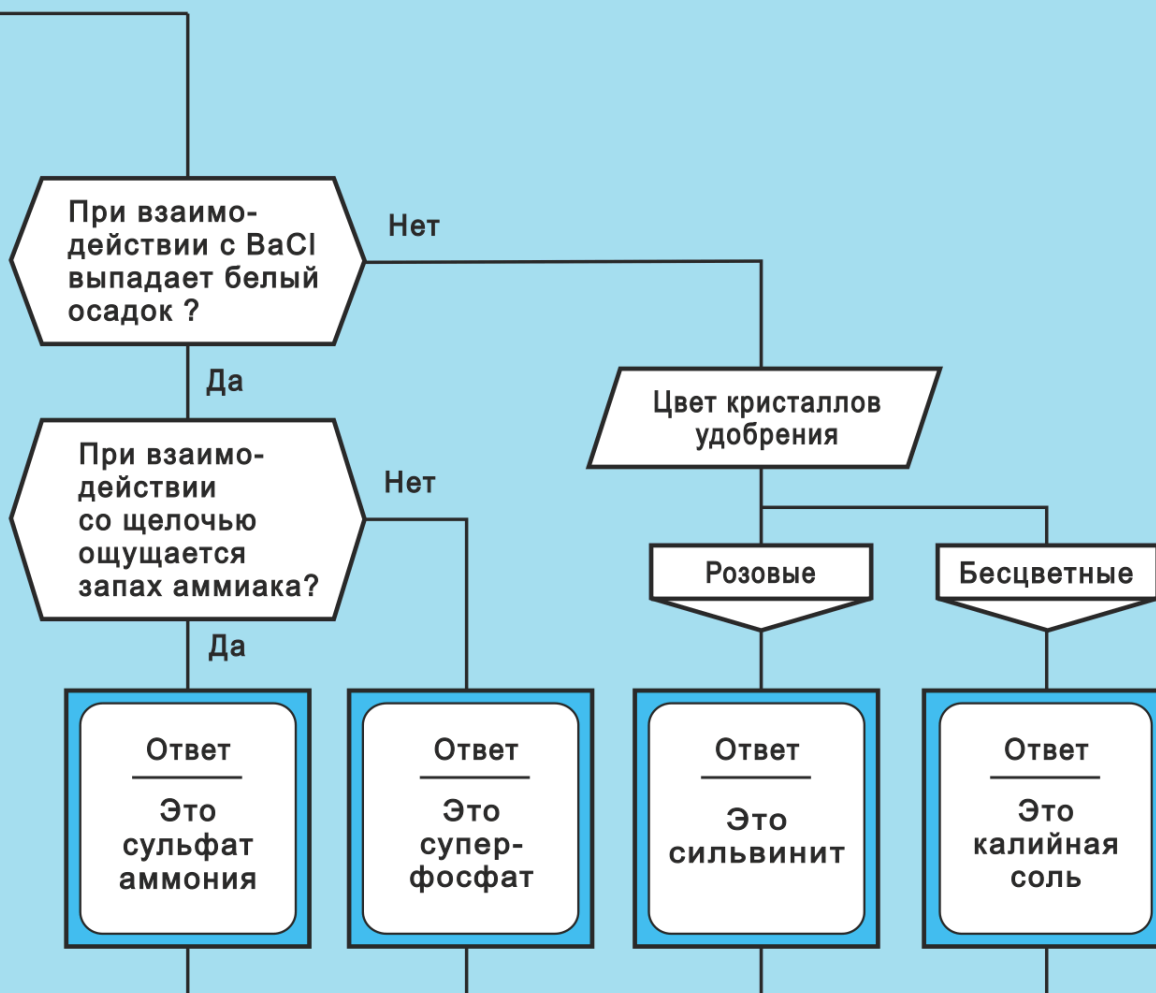 При взаимо-
действии с BaCl
выпадает белый
осадок ?
Нет
Да
Цвет кристаллов
удобрения
При взаимо-
действии
со щелочью
ощущается
запах аммиака?
Нет
Да
Розовые
Бесцветные
Ответ
Это
сульфат
аммония
Ответ
Это
супер-
фосфат
Ответ
Это
сильвинит
Ответ
Это
калийная
соль